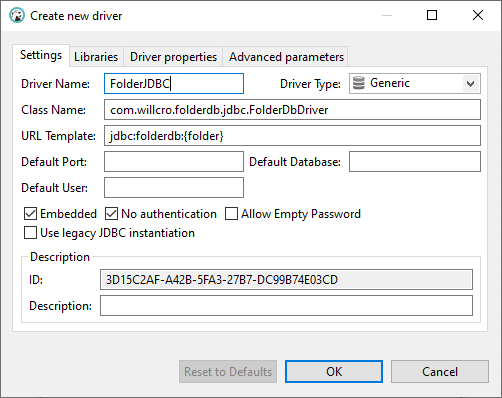 Create new driver
Settings Libraries Driver properties Advanced parameters
Driver Name: FolderJDBC Driver Type: Generic
Class Name: com.willcro.folderdb.jdbc.FolderDbDriver
URL Template: jdbc:folderdb:{folder}
Default Port: Default Database:
Default User:
Embedded No authentication Allow Empty Password
Use legacy JDBC instantiation
Description
ID: 3D15C2AF-A42B-5FA3-27B7-DC99B74E03CD
Description:
Reset to Defaults OK Cancel